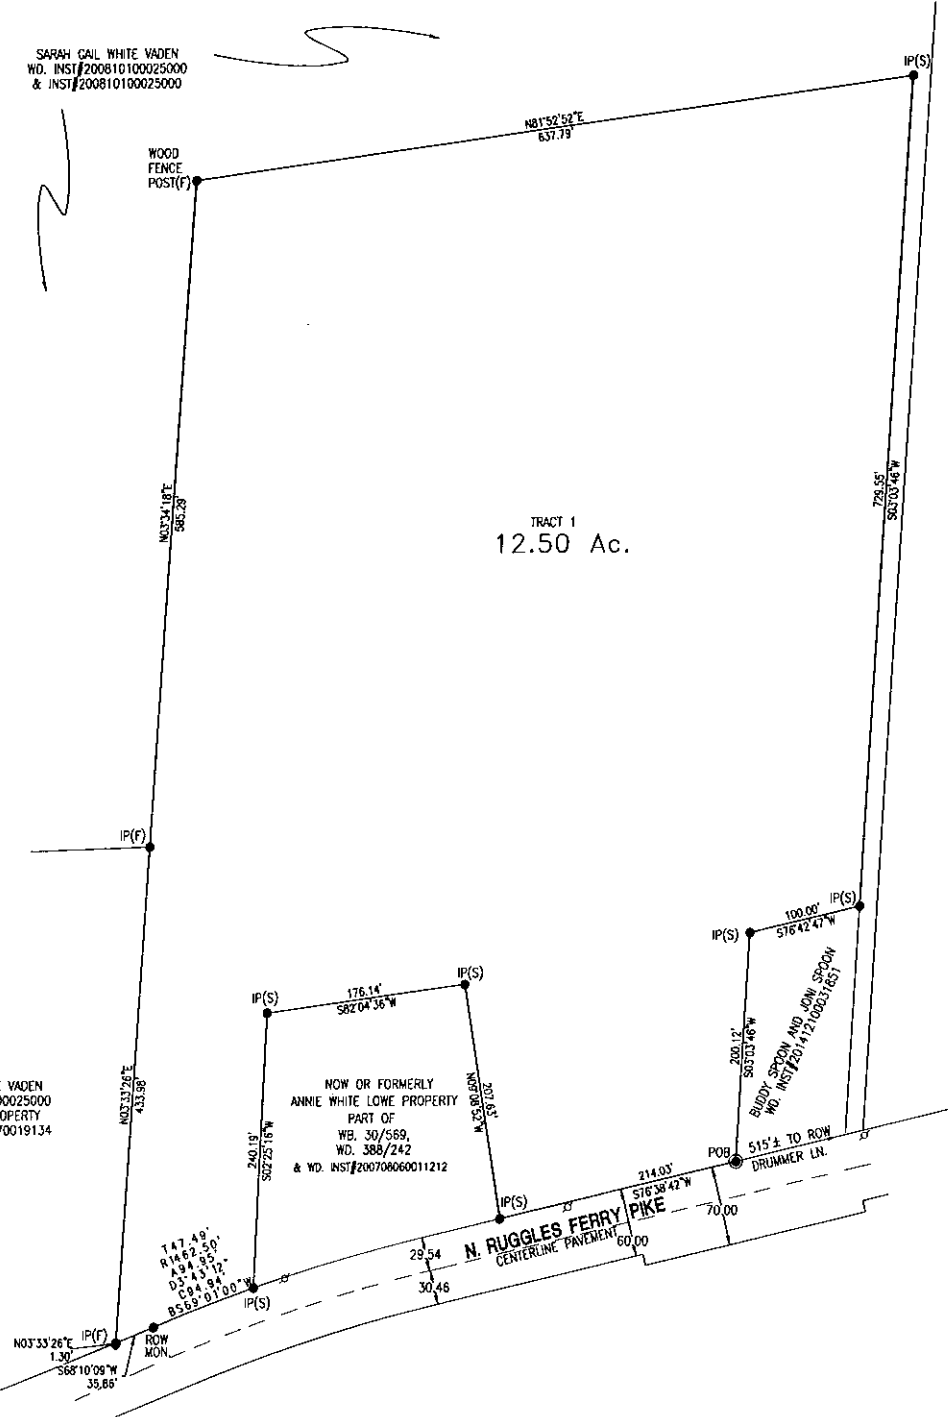 SARAH GAIL WHITE VADEN
WD. INST#200810100025000
& INST#200810100025000
IP(S)
N81°52'52"E
637.79'
WOOD
FENCE
POST(F)
N03°34'18"E
585.29'
TRACT 1
12.50 Ac.
729.55'
S03°03'46"W
IP(F)
100.00'
S76°42'47"W
IP(S)
IP(S)
200.12'
S03°03'46"W
BUDDY SPOON AND JONI SPOON
WD. INST#201412100031651
IP(S)
176.14'
S82°04'36"W
IP(S)
N03°33'26"E
433.98'
VADEN
00025000
OPERTY
70019134
240.19'
S02°25'16"W
NOW OR FORMERLY
ANNIE WHITE LOWE PROPERTY
PART OF
WB. 30/569,
WD. 388/242
& WD. INST#200708060011212
207.63'
N09°08'52"W
POB
515'± TO ROW
DRUMMER LN.
214.03'
S76°38'42"W
IP(S)
N. RUGGLES FERRY PIKE
CENTERLINE PAVEMENT
60.00
70.00
29.54
30.46
T47.49'
R1462.50'
A94.95'
D3°43'12"
C94.94'
BS69°01'00"W
IP(S)
IP(F)
N03°33'26"E
1.30'
ROW
MON.
S68°10'09"W
35.86'